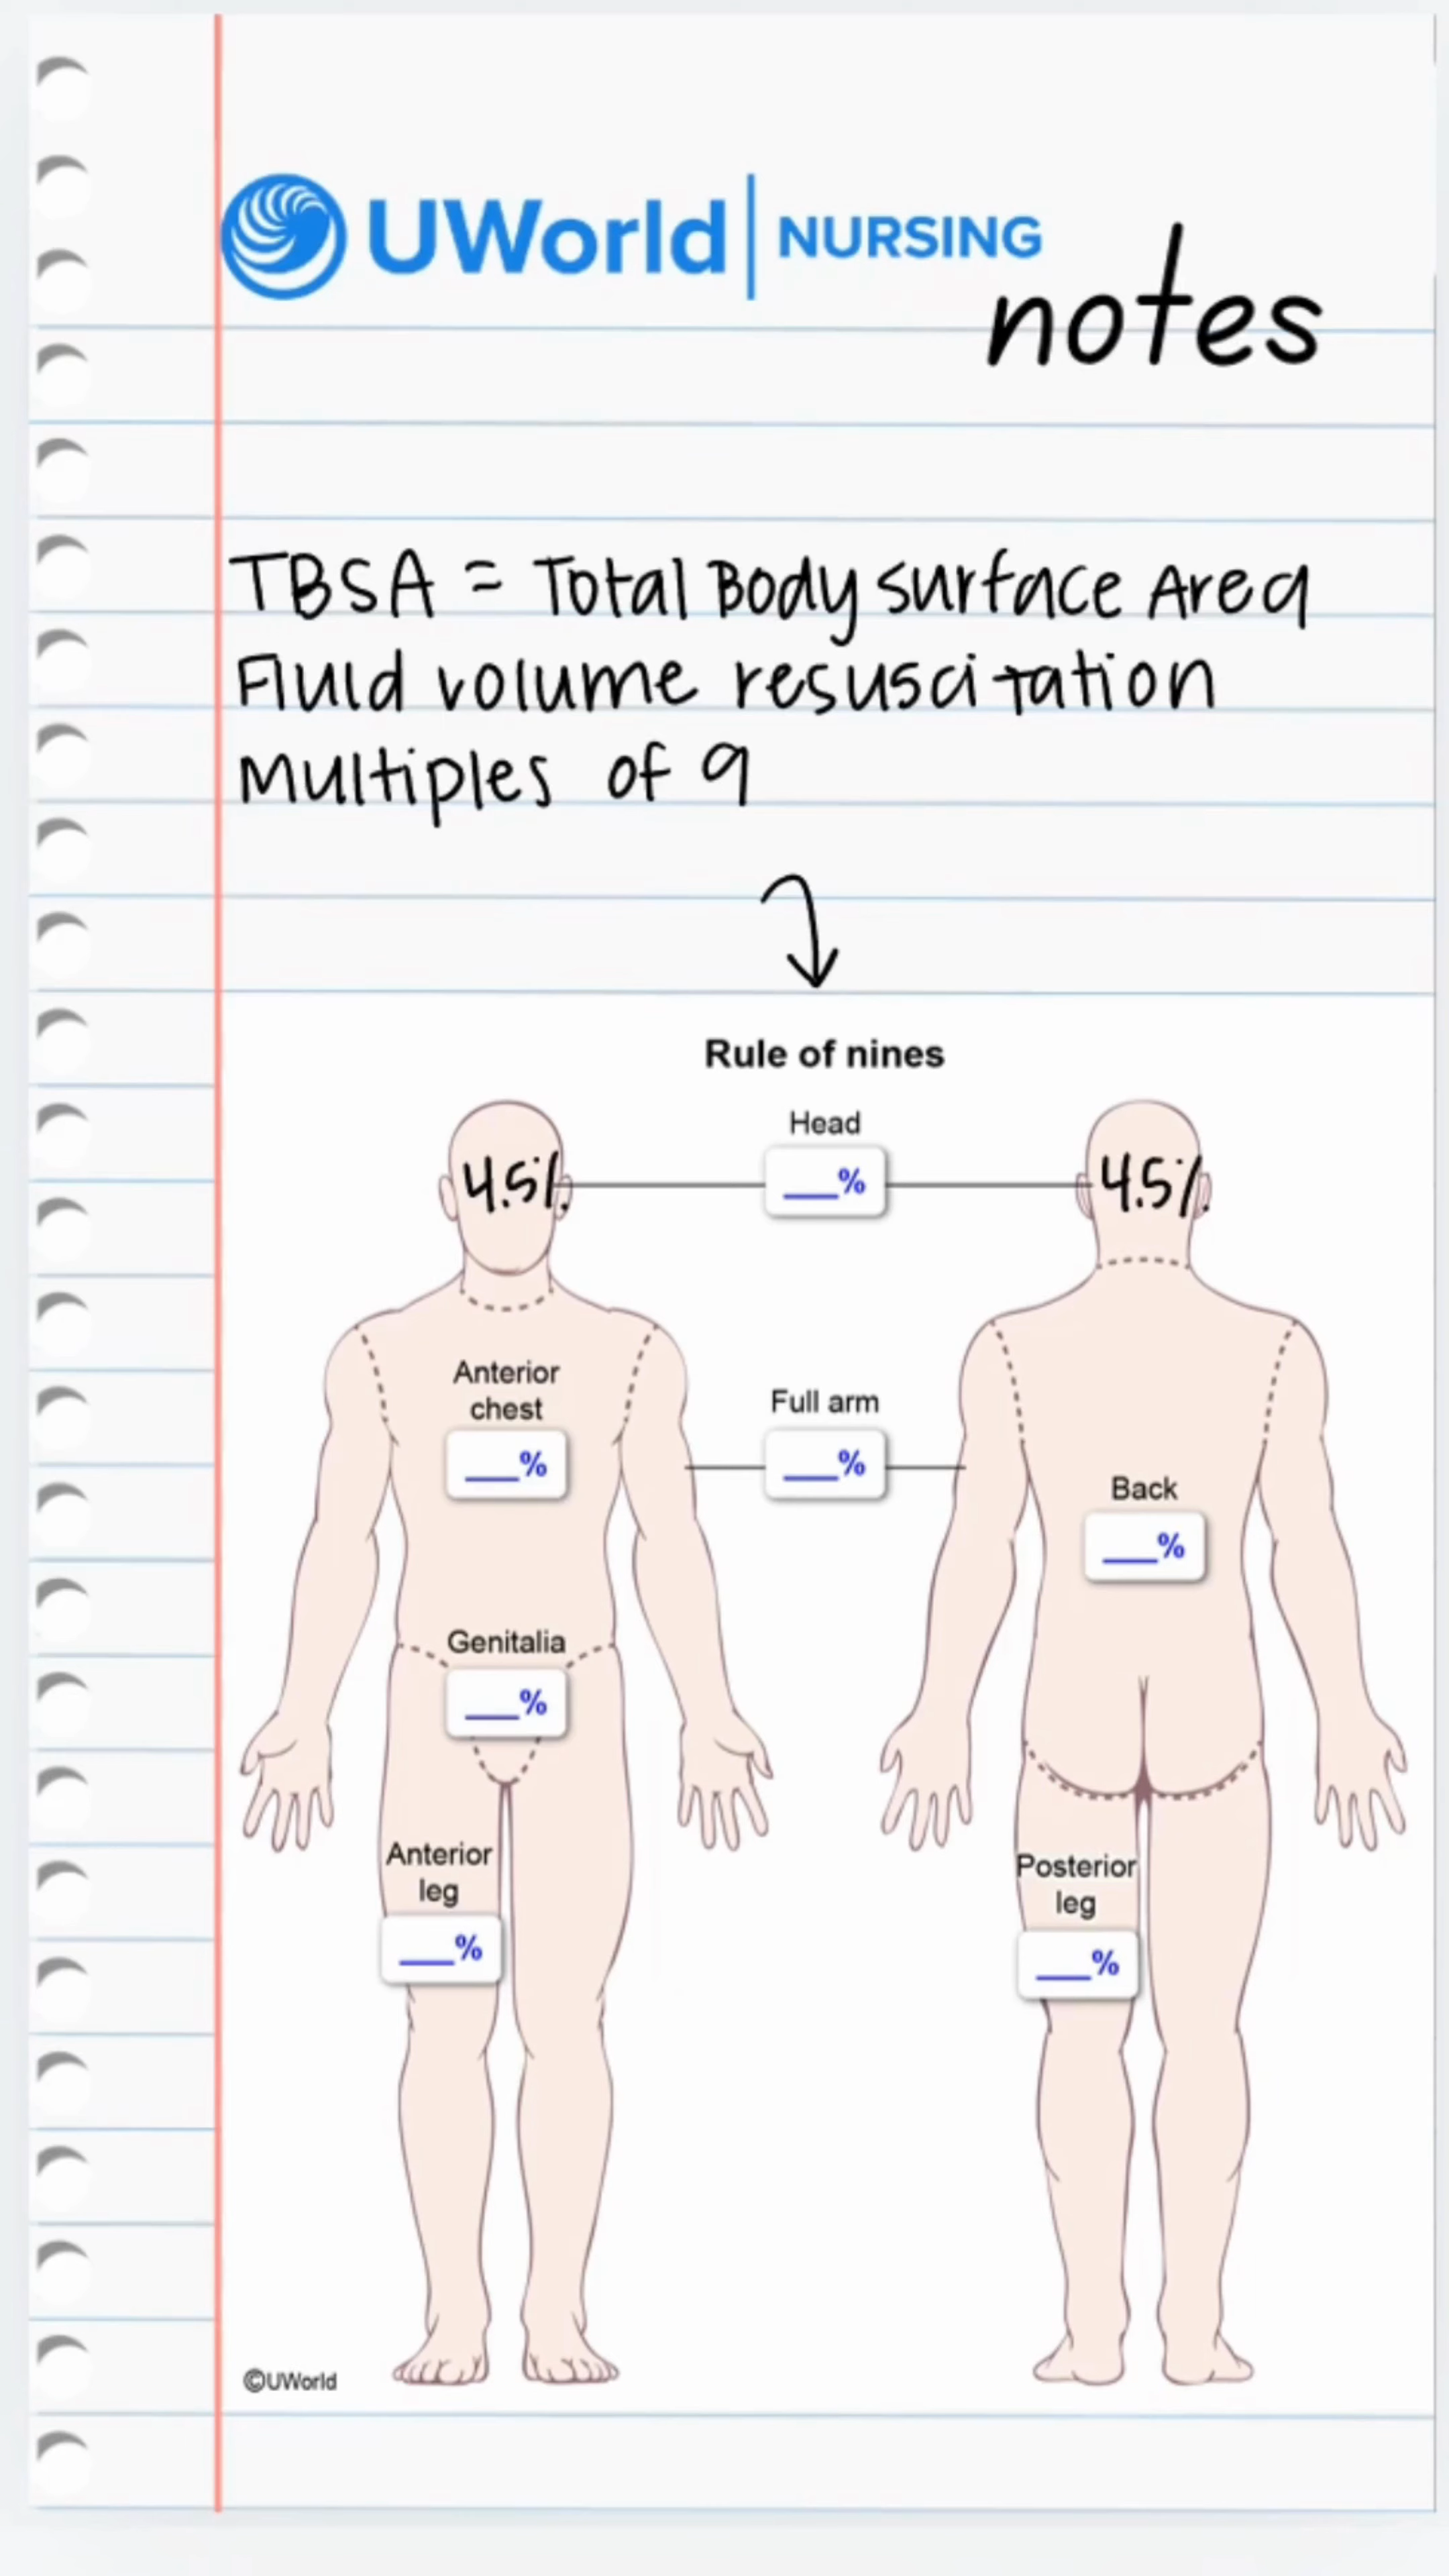 UWorld | NURSING
notes
TBSA = Total Body surface Area
Fluid volume resuscitation
Multiples of 9
Rule of nines
Head
4.5% ___% 4.5%
Anterior
chest
___%
Full arm
___%
Back
___%
Genitalia
___%
Anterior
leg
___%
Posterior
leg
___%
©UWorld